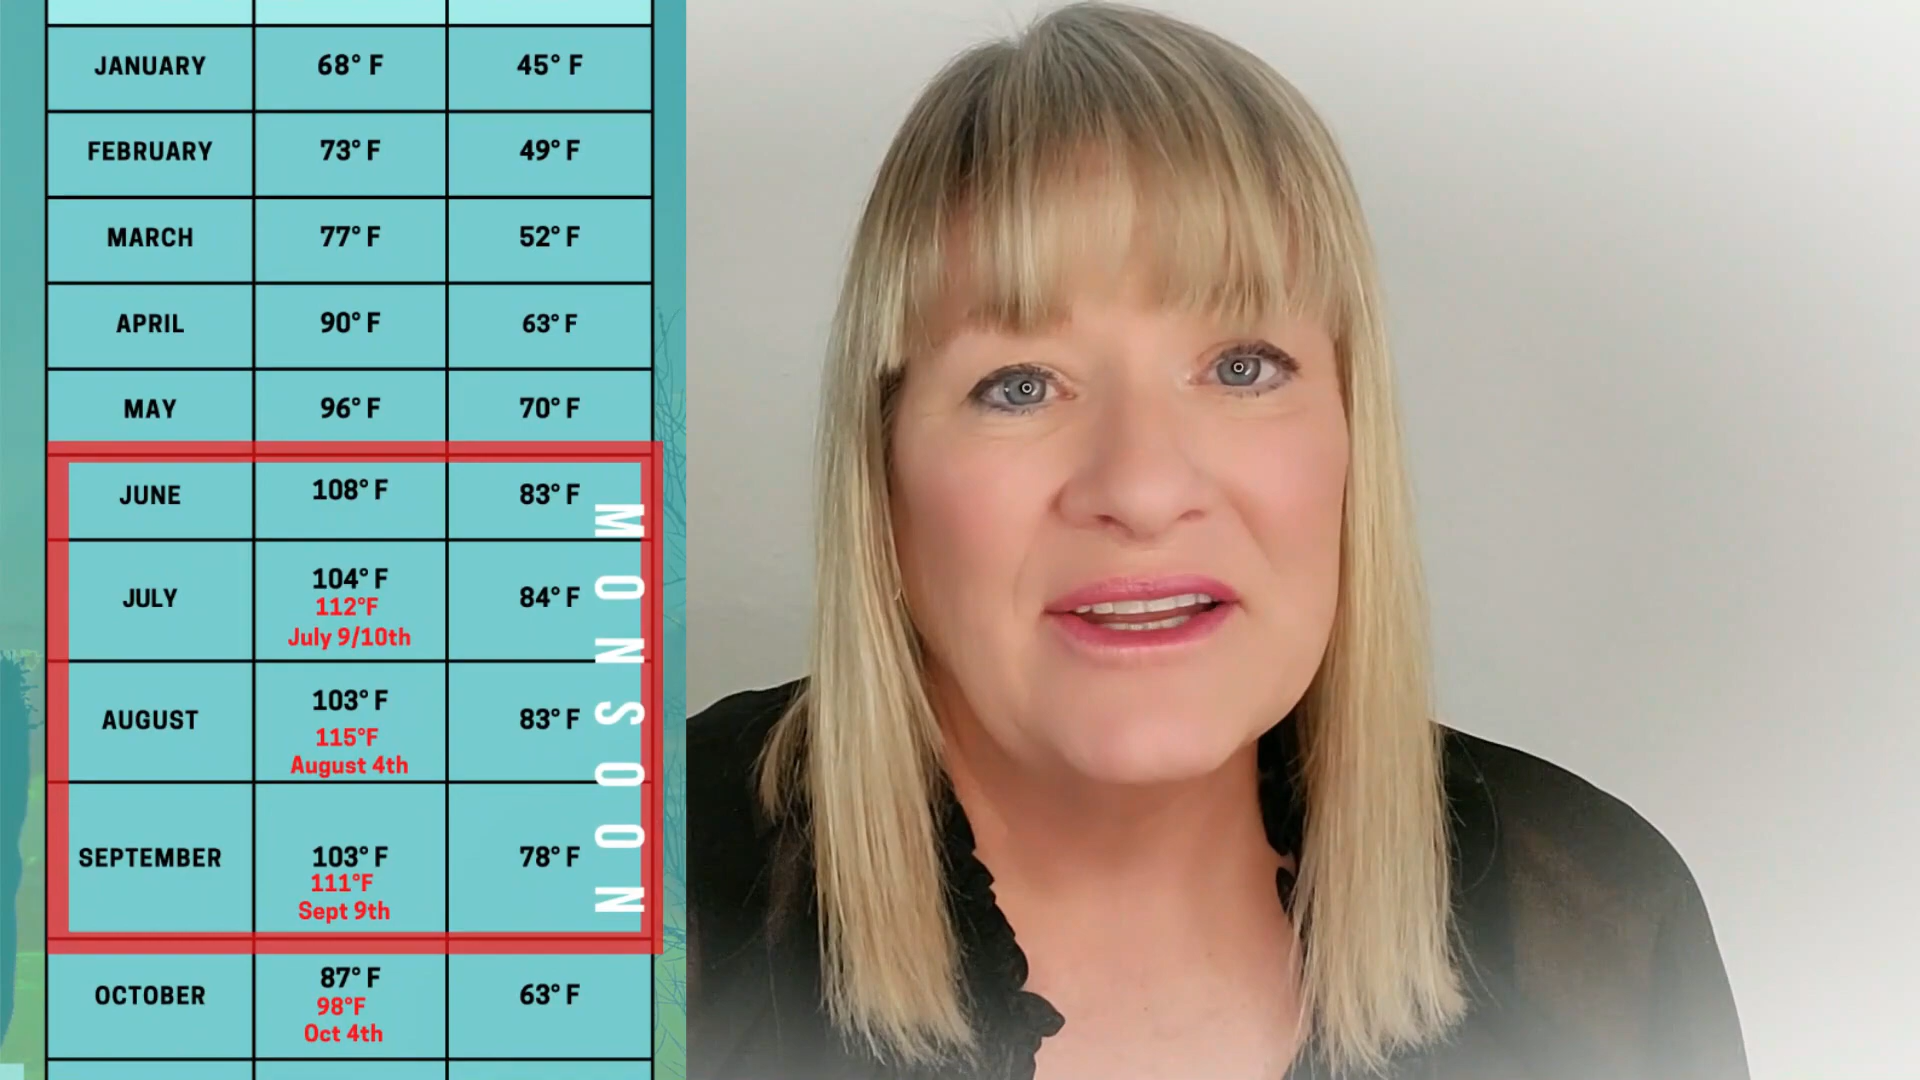 JANUARY 68° F 45° F
FEBRUARY 73° F 49° F
MARCH 77° F 52° F
APRIL 90° F 63° F
MAY 96° F 70° F
JUNE 108° F 83° F
JULY 104° F 84° F
112°F
July 9/10th
AUGUST 103° F 83° F
115°F
August 4th
SEPTEMBER 103° F 78° F
111°F
Sept 9th
OCTOBER 87° F 63° F
98°F
Oct 4th
MONSOON